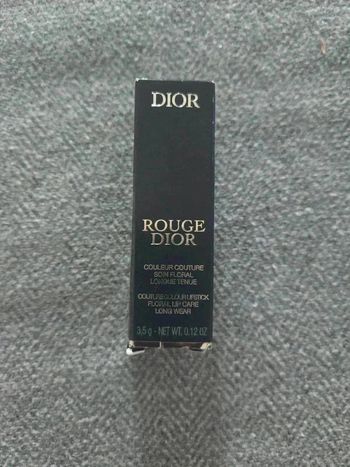 DIOR
ROUGE
DIOR
COULEUR COUTURE
SOIN FLORAL
LONGUE TENUE
COUTURE COLOUR LIPSTICK
FLORAL LIP CARE
LONG WEAR
3,5 g - NET WT. 0.12 OZ